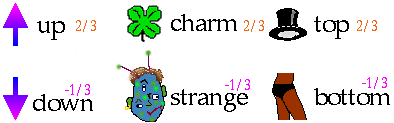 up 2/3 charm 2/3 top 2/3
down -1/3 strange -1/3 bottom -1/3